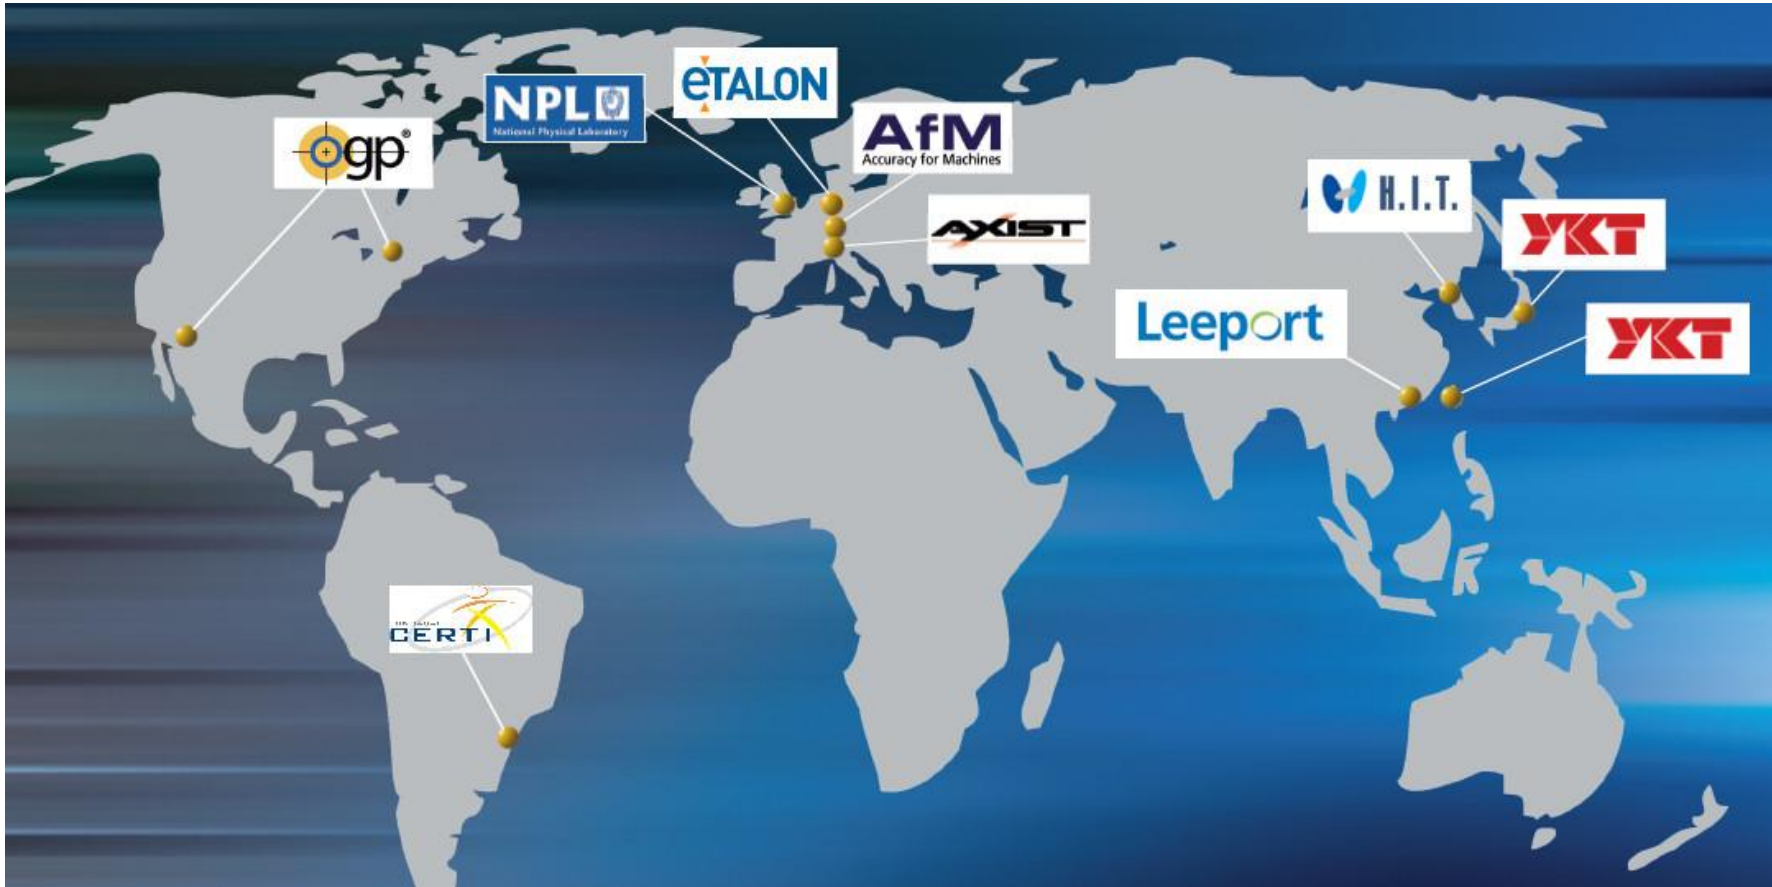 NPL
National Physical Laboratory
eTALON
AfM
Accuracy for Machines
ogp®
AXIST
H.I.T.
YKT
Leeport
YKT
CERTI